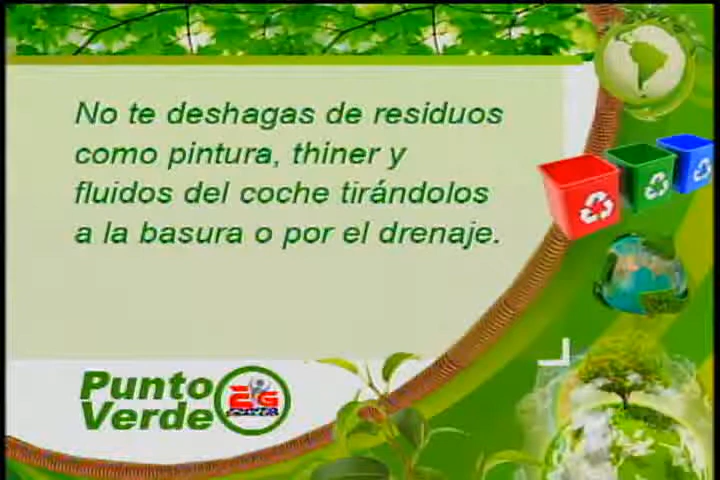 No te deshagas de residuos
como pintura, thiner y
fluidos del coche tirándolos
a la basura o por el drenaje.
Punto
Verde